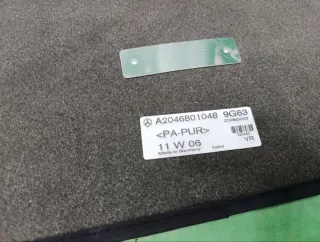 A2046801048 9G63
<PA-PUR>
11 W 06
Made in Germany
VR